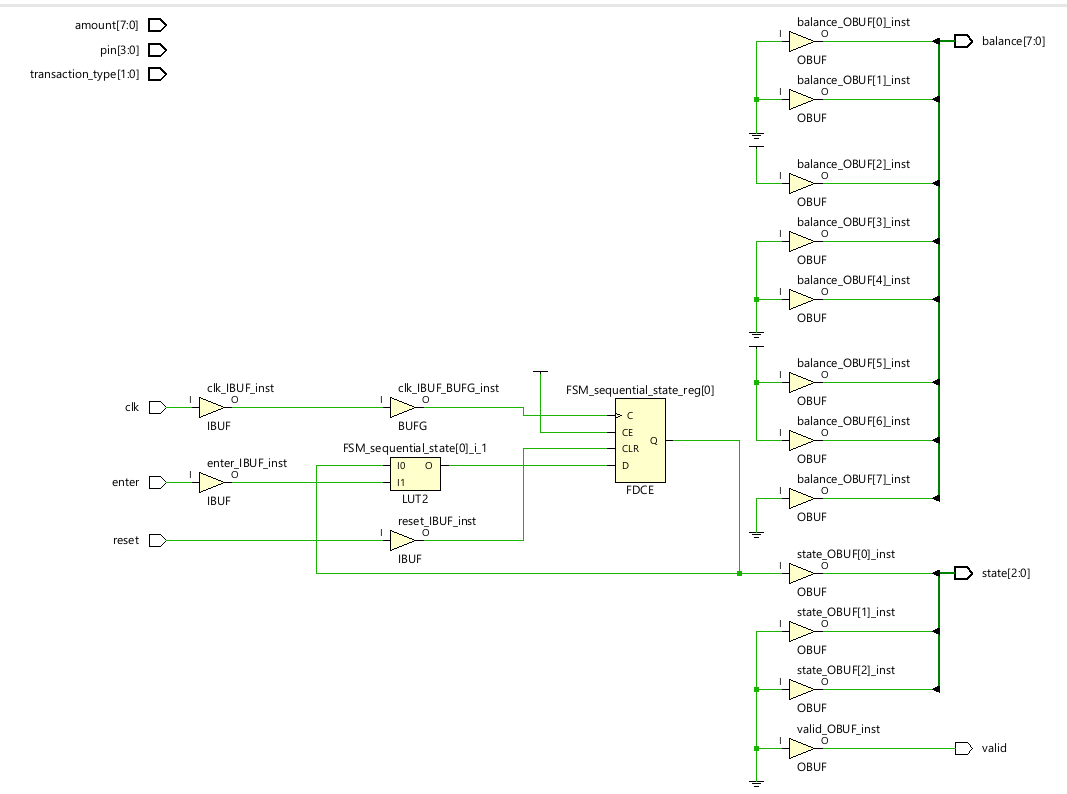 amount[7:0]
pin[3:0]
transaction_type[1:0]
balance_OBUF[0]_inst
I
O
OBUF
balance[7:0]
balance_OBUF[1]_inst
I
O
OBUF
balance_OBUF[2]_inst
I
O
OBUF
balance_OBUF[3]_inst
I
O
OBUF
balance_OBUF[4]_inst
I
O
OBUF
balance_OBUF[5]_inst
I
O
OBUF
balance_OBUF[6]_inst
I
O
OBUF
balance_OBUF[7]_inst
I
O
OBUF
clk
clk_IBUF_inst
I
O
IBUF
clk_IBUF_BUFG_inst
I
O
BUFG
FSM_sequential_state_reg[0]
C
CE
CLR
D
Q
FDCE
enter
enter_IBUF_inst
I
O
IBUF
FSM_sequential_state[0]_i_1
I0
O
I1
LUT2
reset
reset_IBUF_inst
I
O
IBUF
state_OBUF[0]_inst
I
O
OBUF
state[2:0]
state_OBUF[1]_inst
I
O
OBUF
state_OBUF[2]_inst
I
O
OBUF
valid_OBUF_inst
I
O
OBUF
valid